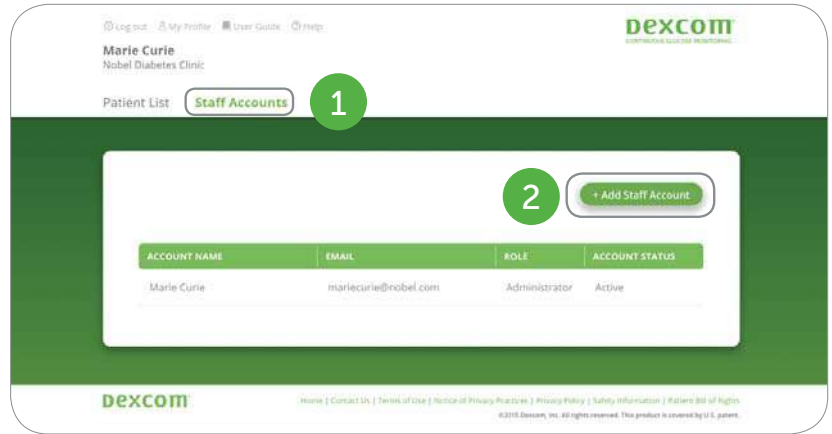 Log out My Profile User Guide Help
Dexcom
CONTINUOUS GLUCOSE MONITORING
Marie Curie
Nobel Diabetes Clinic
Patient List Staff Accounts 1
2 + Add Staff Account
ACCOUNT NAME EMAIL ROLE ACCOUNT STATUS
Marie Curie mariecurie@nobel.com Administrator Active
Dexcom
Home | Contact Us | Terms of Use | Notice of Privacy Practices | Privacy Policy | Safety Information | Patient Bill of Rights
©2015 Dexcom, Inc. All rights reserved. This product is covered by U.S. patent.